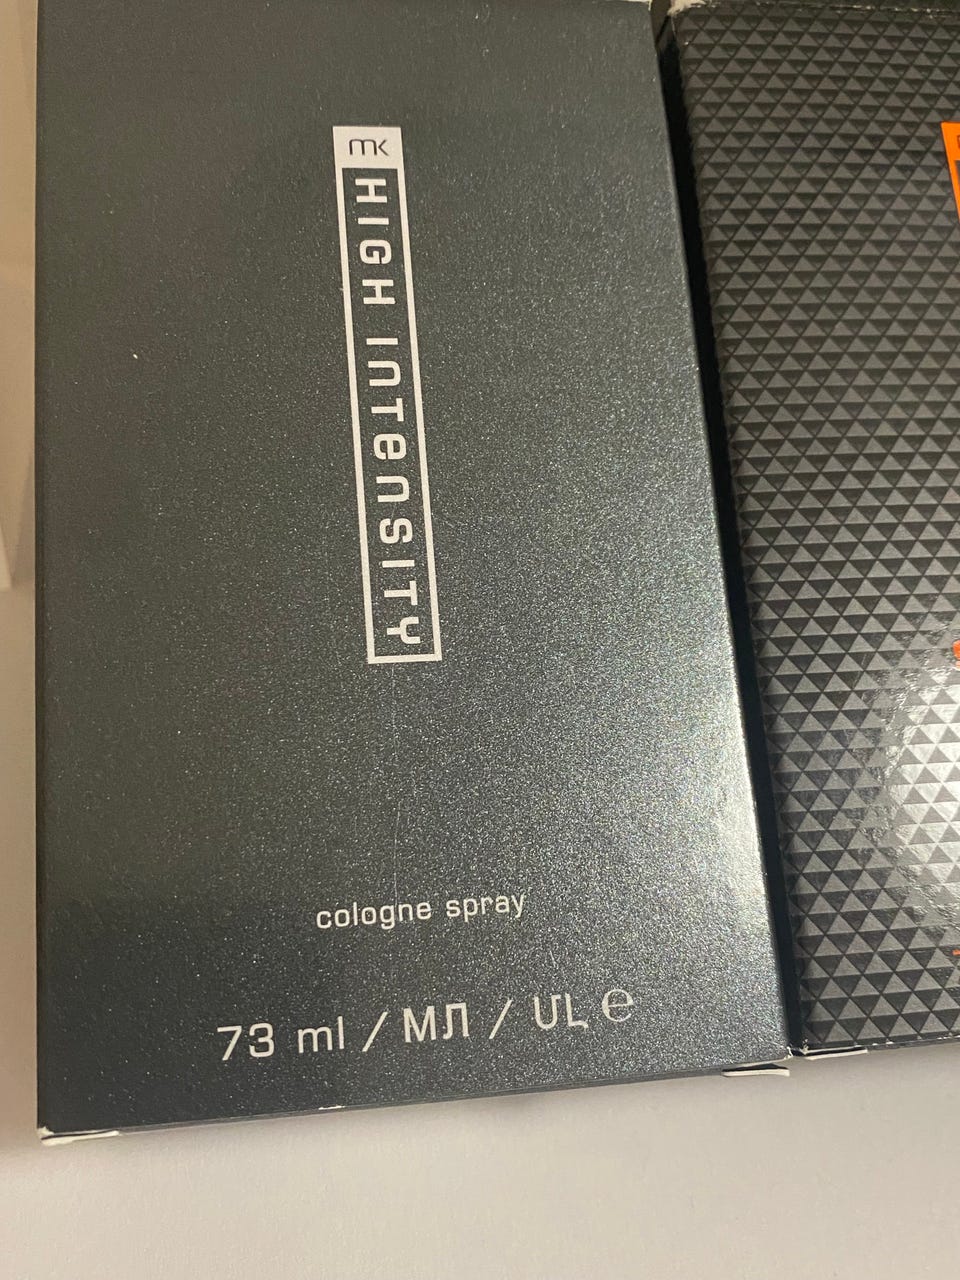 mk
HIGH INTENSITY
cologne spray
73 ml / МЛ / ՄԼ ℮